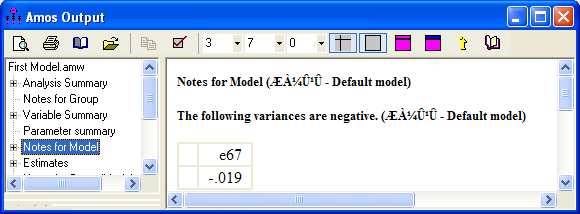 Amos Output
3 7 0
First Model.amw
Analysis Summary
Notes for Group
Variable Summary
Parameter summary
Notes for Model
Estimates
Notes for Model (ÆÀ¼Û¹Û - Default model)
The following variances are negative. (ÆÀ¼Û¹Û - Default model)
e67
-.019